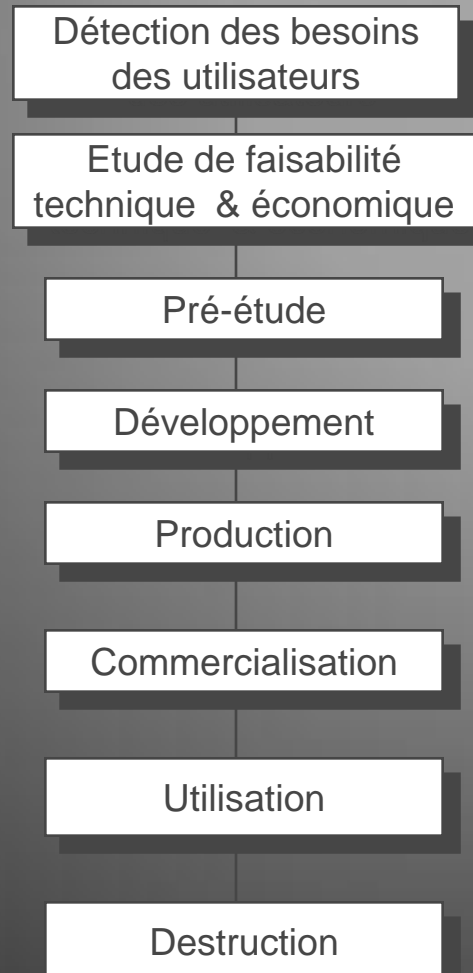 Détection des besoins
des utilisateurs
Etude de faisabilité
technique & économique
Pré-étude
Développement
Production
Commercialisation
Utilisation
Destruction